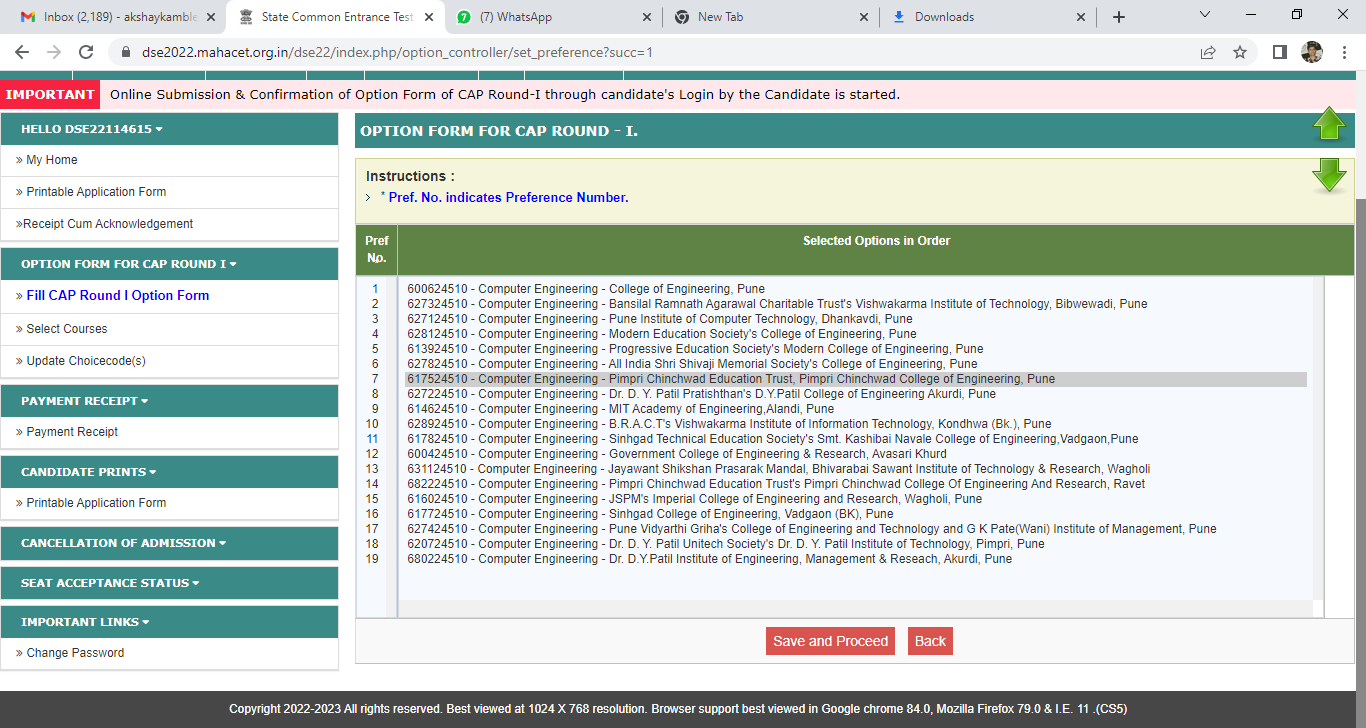 Inbox (2,189) - akshaykamble
State Common Entrance Test
(7) WhatsApp
New Tab
Downloads
dse2022.mahacet.org.in/dse22/index.php/option_controller/set_preference?succ=1
IMPORTANT Online Submission & Confirmation of Option Form of CAP Round-I through candidate's Login by the Candidate is started.
HELLO DSE22114615
» My Home
» Printable Application Form
»Receipt Cum Acknowledgement
OPTION FORM FOR CAP ROUND I
» Fill CAP Round I Option Form
» Select Courses
» Update Choicecode(s)
PAYMENT RECEIPT
» Payment Receipt
CANDIDATE PRINTS
» Printable Application Form
CANCELLATION OF ADMISSION
SEAT ACCEPTANCE STATUS
IMPORTANT LINKS
» Change Password
OPTION FORM FOR CAP ROUND - I.
Instructions :
* Pref. No. indicates Preference Number.
Pref No.
Selected Options in Order
1 600624510 - Computer Engineering - College of Engineering, Pune
2 627324510 - Computer Engineering - Bansilal Ramnath Agarawal Charitable Trust's Vishwakarma Institute of Technology, Bibwewadi, Pune
3 627124510 - Computer Engineering - Pune Institute of Computer Technology, Dhankavdi, Pune
4 628124510 - Computer Engineering - Modern Education Society's College of Engineering, Pune
5 613924510 - Computer Engineering - Progressive Education Society's Modern College of Engineering, Pune
6 627824510 - Computer Engineering - All India Shri Shivaji Memorial Society's College of Engineering, Pune
7 617524510 - Computer Engineering - Pimpri Chinchwad Education Trust, Pimpri Chinchwad College of Engineering, Pune
8 627224510 - Computer Engineering - Dr. D. Y. Patil Pratishthan's D.Y.Patil College of Engineering Akurdi, Pune
9 614624510 - Computer Engineering - MIT Academy of Engineering,Alandi, Pune
10 628924510 - Computer Engineering - B.R.A.C.T's Vishwakarma Institute of Information Technology, Kondhwa (Bk.), Pune
11 617824510 - Computer Engineering - Sinhgad Technical Education Society's Smt. Kashibai Navale College of Engineering,Vadgaon,Pune
12 600424510 - Computer Engineering - Government College of Engineering & Research, Avasari Khurd
13 631124510 - Computer Engineering - Jayawant Shikshan Prasarak Mandal, Bhivarabai Sawant Institute of Technology & Research, Wagholi
14 682224510 - Computer Engineering - Pimpri Chinchwad Education Trust's Pimpri Chinchwad College Of Engineering And Research, Ravet
15 616024510 - Computer Engineering - JSPM's Imperial College of Engineering and Research, Wagholi, Pune
16 617724510 - Computer Engineering - Sinhgad College of Engineering, Vadgaon (BK), Pune
17 627424510 - Computer Engineering - Pune Vidyarthi Griha's College of Engineering and Technology and G K Pate(Wani) Institute of Management, Pune
18 620724510 - Computer Engineering - Dr. D. Y. Patil Unitech Society's Dr. D. Y. Patil Institute of Technology, Pimpri, Pune
19 680224510 - Computer Engineering - Dr. D.Y.Patil Institute of Engineering, Management & Reseach, Akurdi, Pune
Save and Proceed
Back
Copyright 2022-2023 All rights reserved. Best viewed at 1024 X 768 resolution. Browser support best viewed in Google chrome 84.0, Mozilla Firefox 79.0 & I.E. 11 .(CS5)